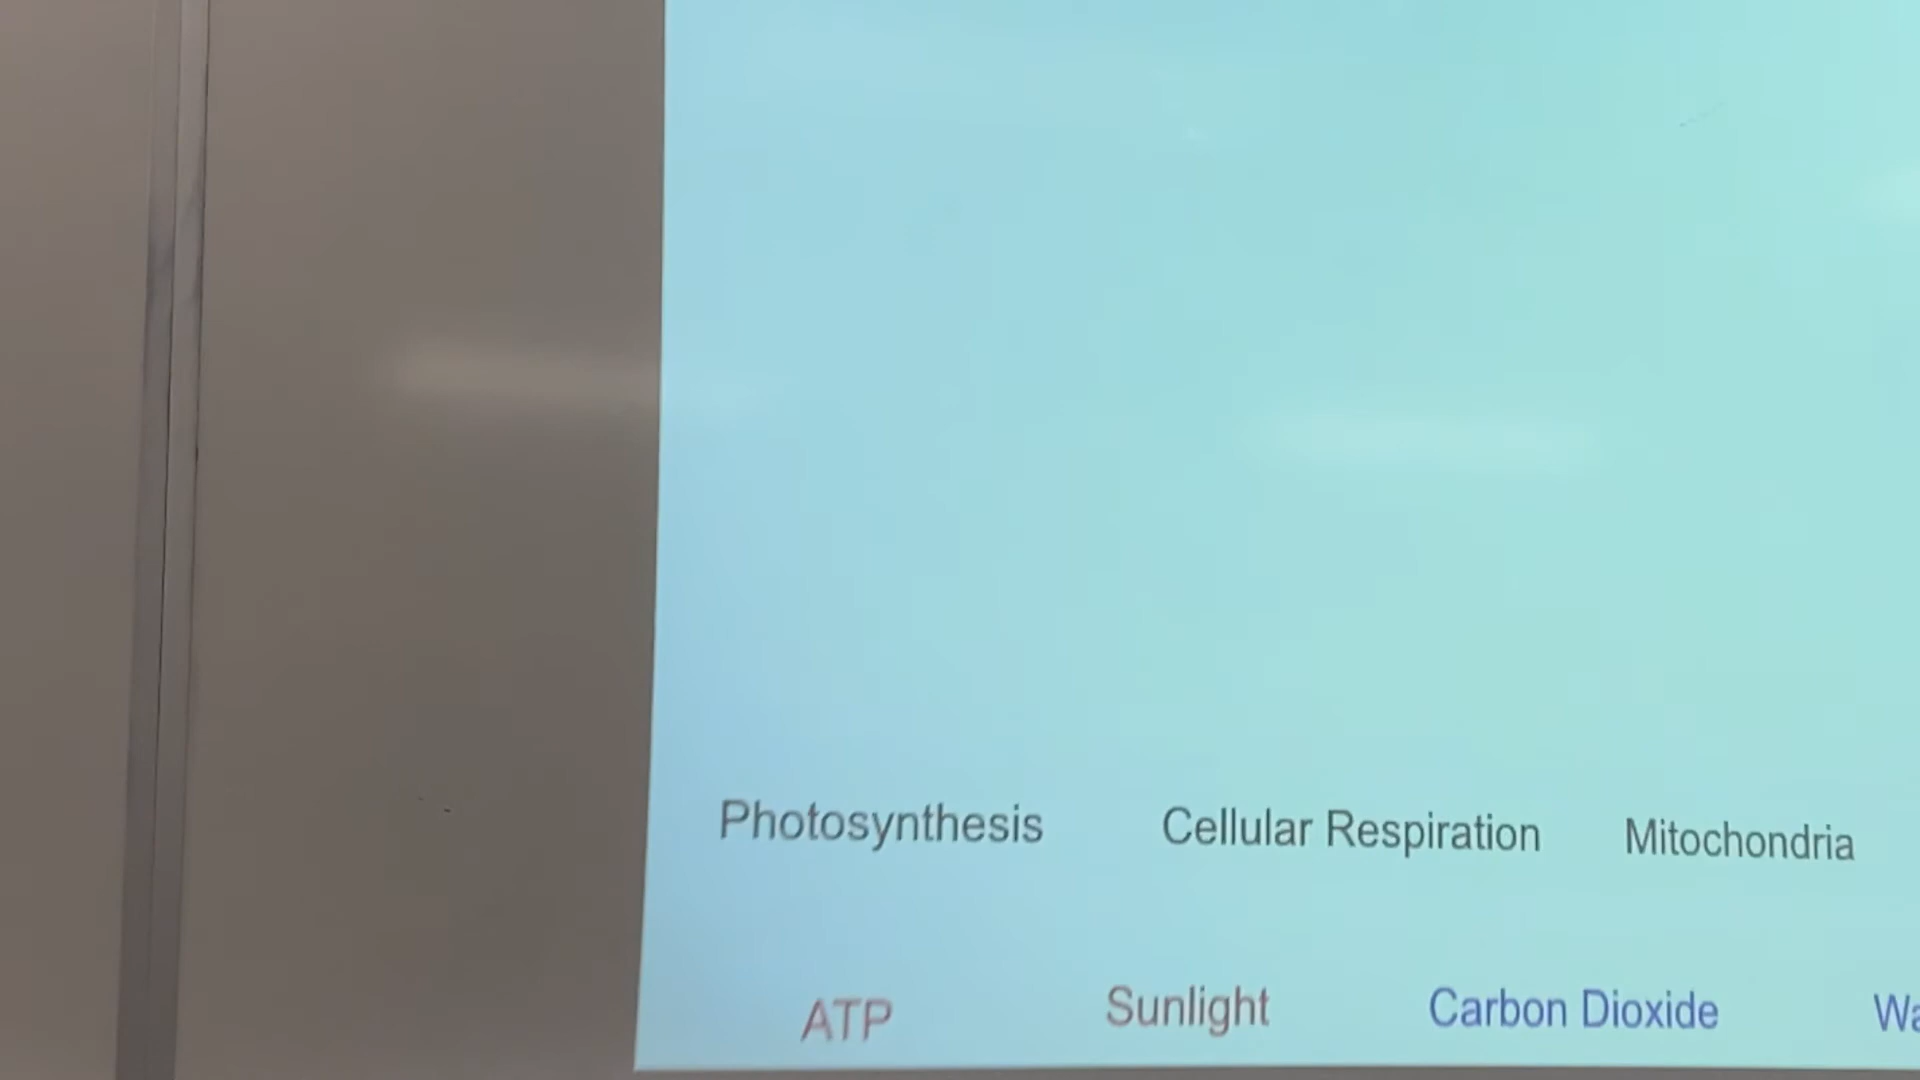 Photosynthesis Cellular Respiration Mitochondria
ATP Sunlight Carbon Dioxide